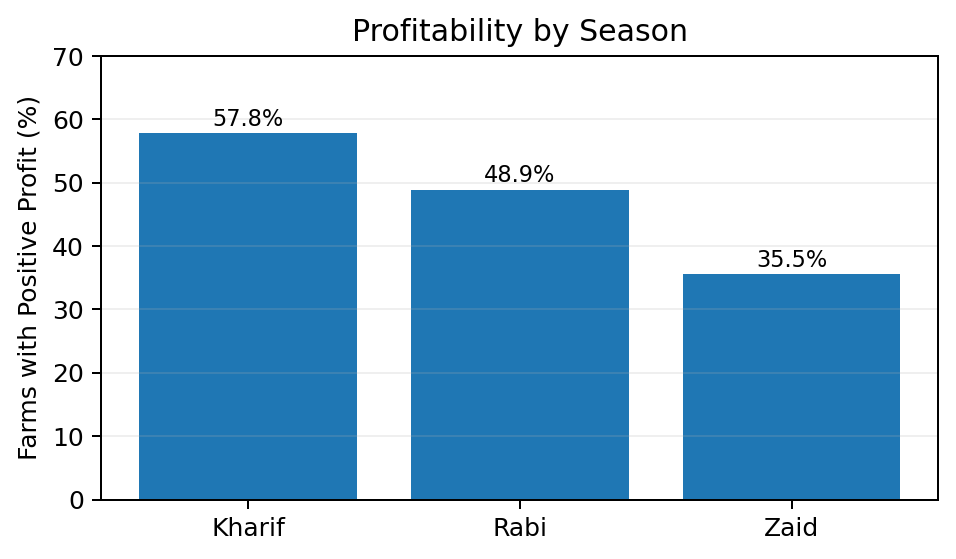 Profitability by Season
Farms with Positive Profit (%)
70
60
50
40
30
20
10
0
57.8%
48.9%
35.5%
Kharif
Rabi
Zaid